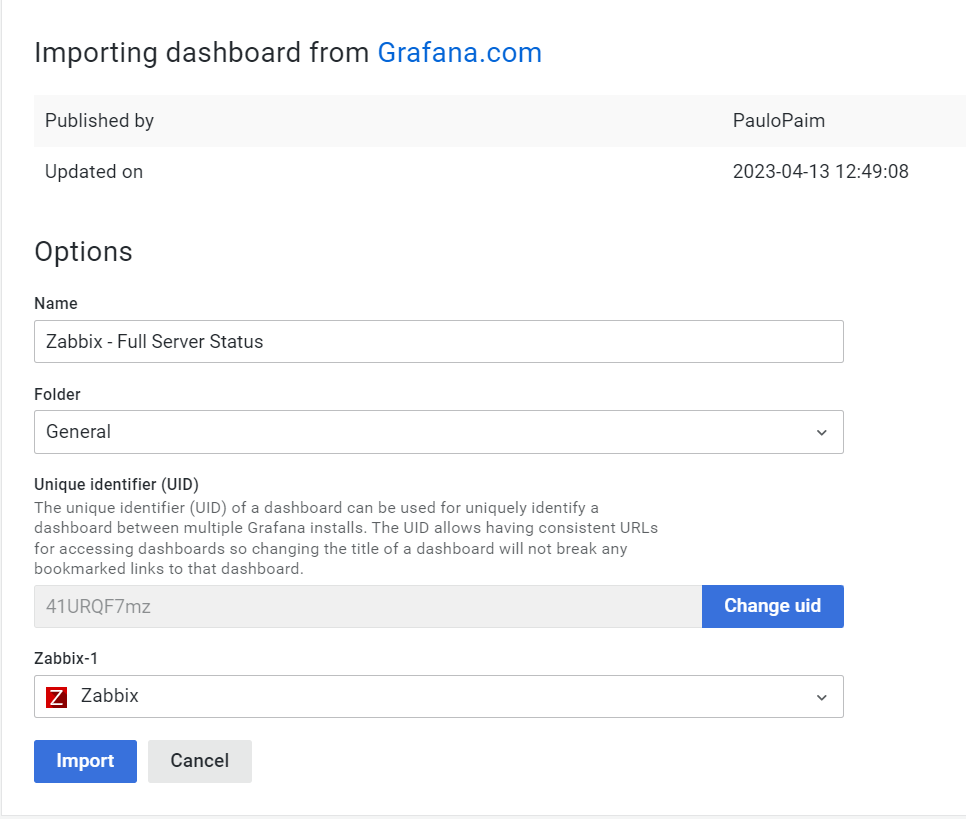 Importing dashboard from Grafana.com
Published by PauloPaim
Updated on 2023-04-13 12:49:08
Options
Name
Zabbix - Full Server Status
Folder
General
Unique identifier (UID)
The unique identifier (UID) of a dashboard can be used for uniquely identify a
dashboard between multiple Grafana installs. The UID allows having consistent URLs
for accessing dashboards so changing the title of a dashboard will not break any
bookmarked links to that dashboard.
41URQF7mz Change uid
Zabbix-1
Z Zabbix
Import Cancel